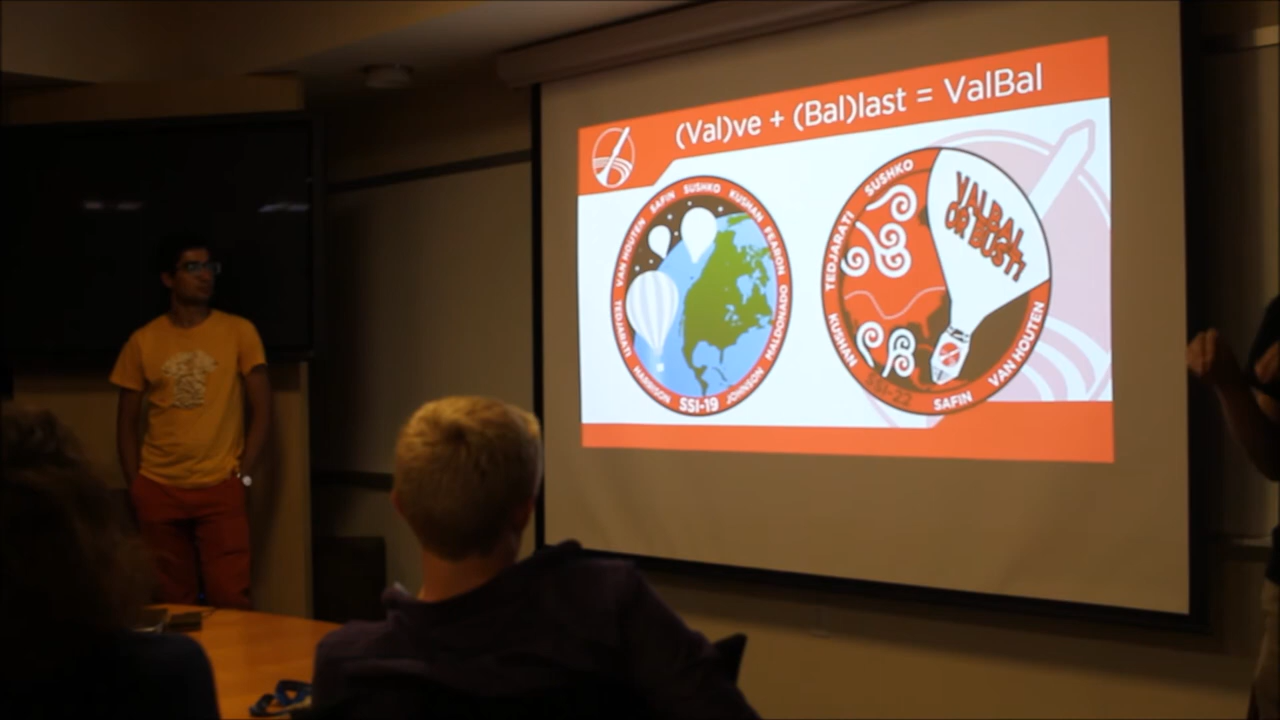 (Val)ve + (Bal)last = ValBal
SAFIN SUSHKO KUSHAN FEARON MALDONADO JOHNSON SSI-19 HARRISON TEDJARATI VAN HOUTEN
SUSHKO
VALBAL
OR BUST!
TEDJARATI
KUSHAN
SSI-22
SAFIN
VAN HOUTEN